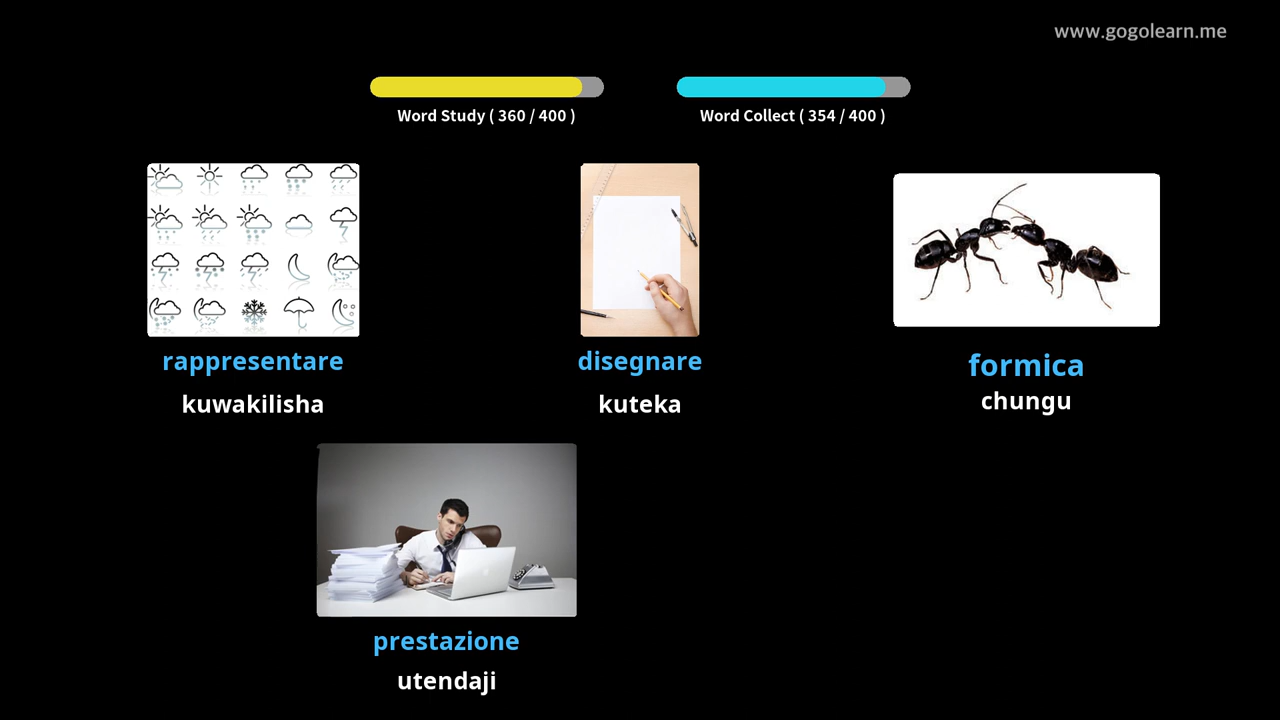 www.gogolearn.me
Word Study ( 360 / 400 )
Word Collect ( 354 / 400 )
rappresentare
kuwakilisha
disegnare
kuteka
formica
chungu
prestazione
utendaji